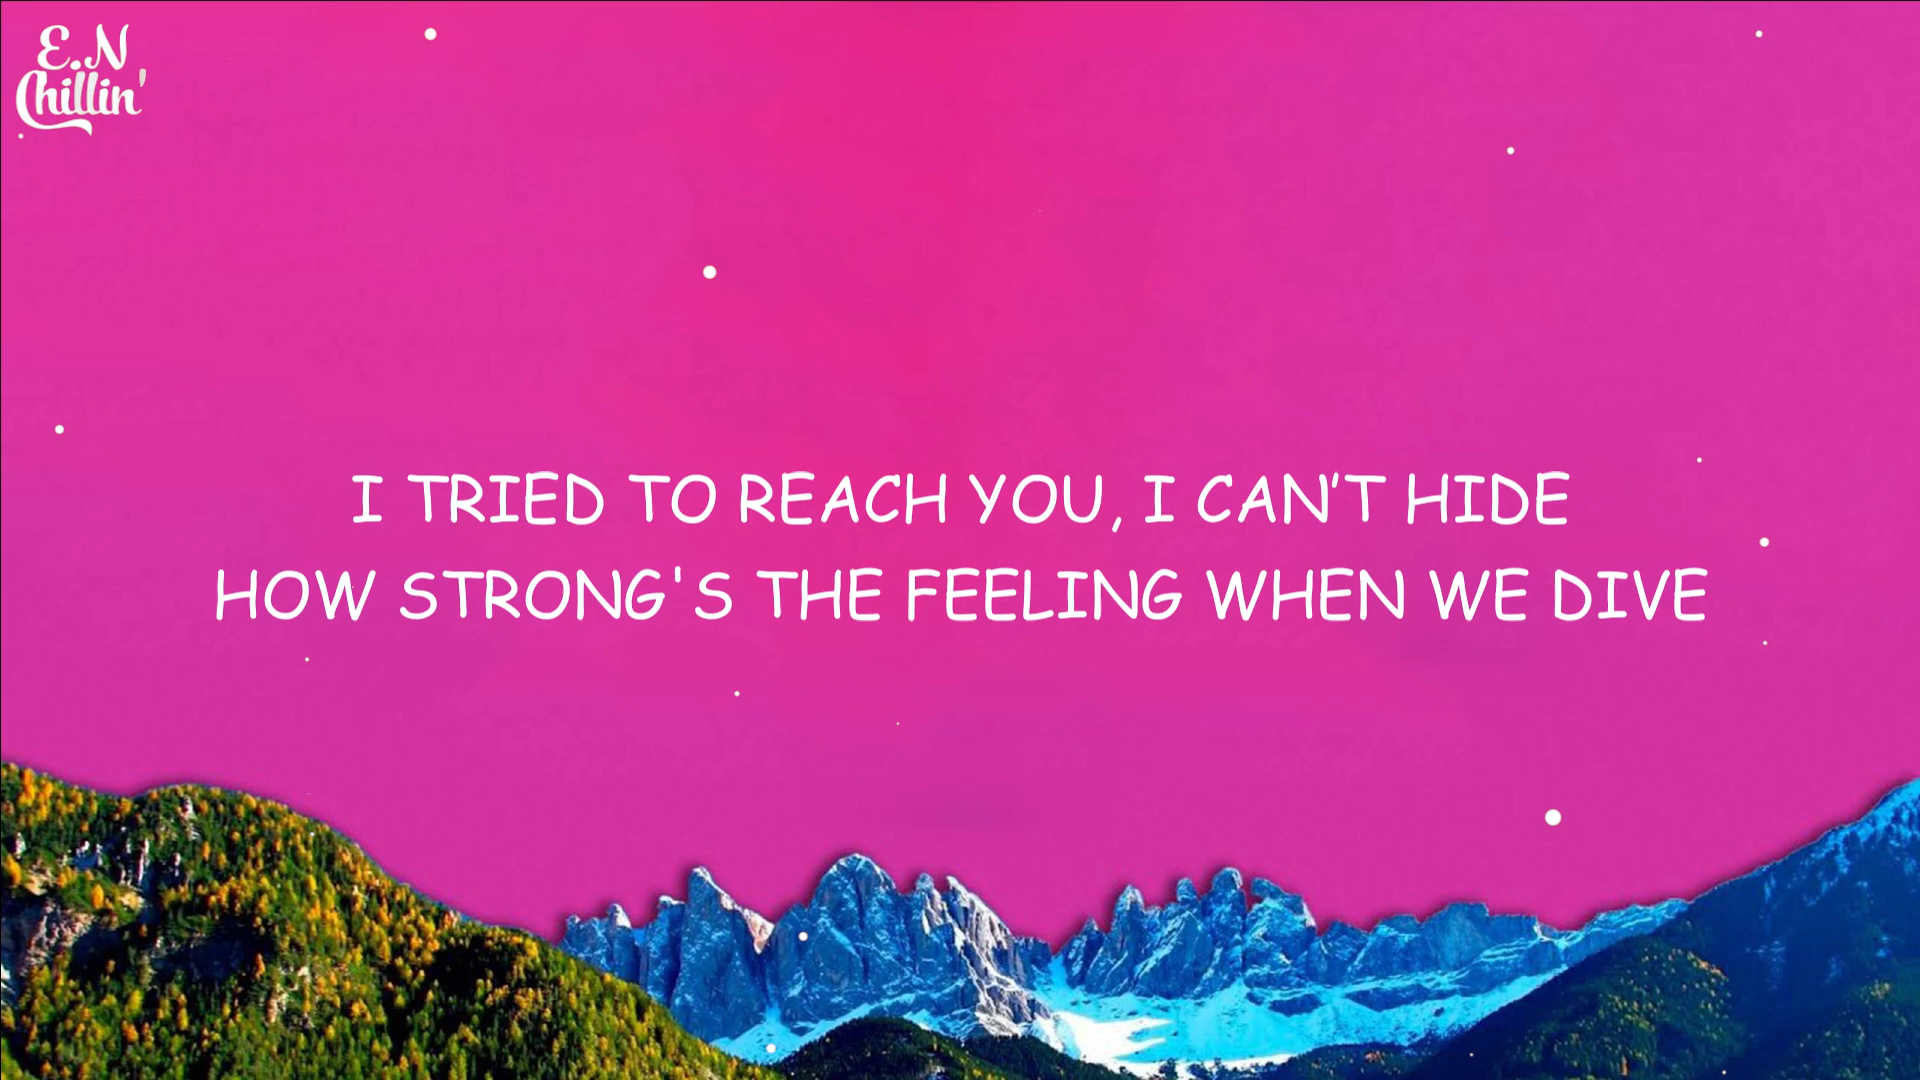 E.N
Chillin'
I TRIED TO REACH YOU, I CAN'T HIDE
HOW STRONG'S THE FEELING WHEN WE DIVE